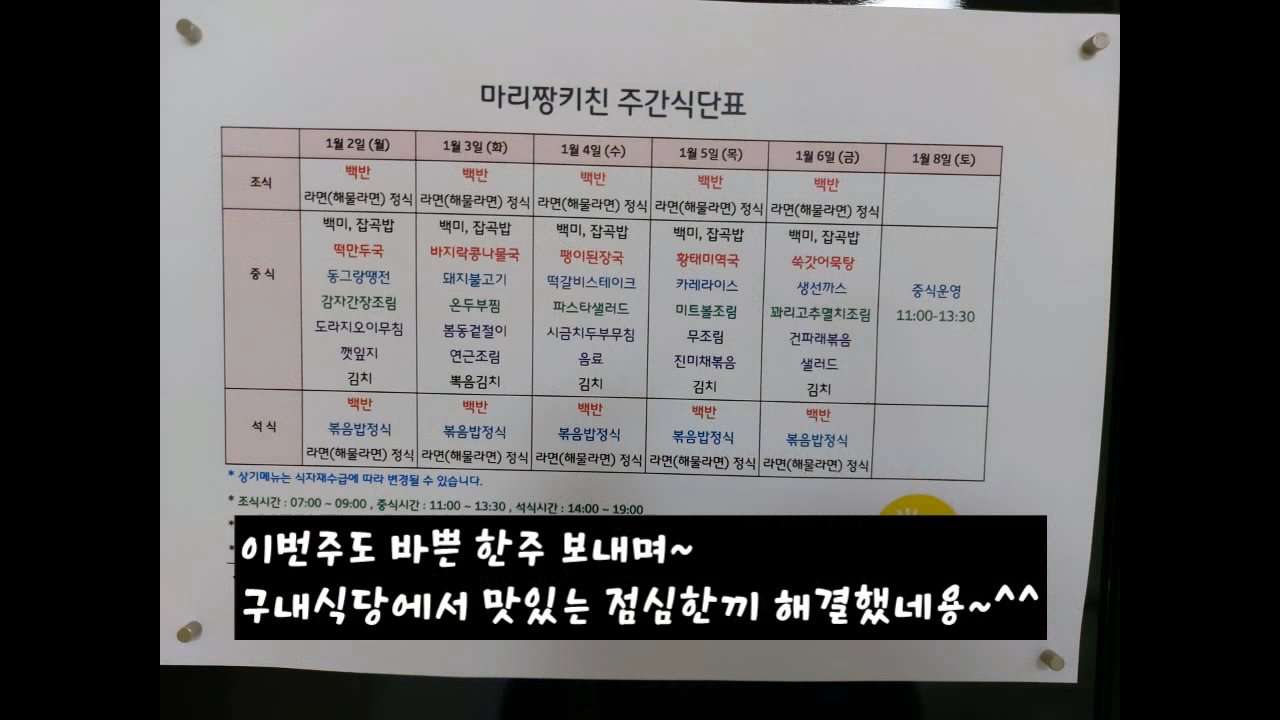 마리짱키친 주간식단표
1월 2일 (월) 1월 3일 (화) 1월 4일 (수) 1월 5일 (목) 1월 6일 (금) 1월 8일 (토)
조식
백반 백반 백반 백반 백반
라면(해물라면) 정식 라면(해물라면) 정식 라면(해물라면) 정식 라면(해물라면) 정식 라면(해물라면) 정식
중식
백미, 잡곡밥 백미, 잡곡밥 백미, 잡곡밥 백미, 잡곡밥 백미, 잡곡밥
떡만두국 바지락콩나물국 팽이된장국 황태미역국 쑥갓어묵탕
동그랑땡전 돼지불고기 떡갈비스테이크 카레라이스 생선까스 중식운영
감자간장조림 온두부찜 파스타샐러드 미트볼조림 꽈리고추멸치조림 11:00-13:30
도라지오이무침 봄동겉절이 시금치두부무침 무조림 건파래볶음
깻잎지 연근조림 음료 진미채볶음 샐러드
김치 볶음김치 김치 김치 김치
석식
백반 백반 백반 백반 백반
볶음밥정식 볶음밥정식 볶음밥정식 볶음밥정식 볶음밥정식
라면(해물라면) 정식 라면(해물라면) 정식 라면(해물라면) 정식 라면(해물라면) 정식 라면(해물라면) 정식
* 상기메뉴는 식자재수급에 따라 변경될 수 있습니다.
* 조식시간 : 07:00 ~ 09:00 , 중식시간 : 11:00 ~ 13:30 , 석식시간 : 14:00 ~ 19:00
이번주도 바쁜 한주 보내며~
구내식당에서 맛있는 점심한끼 해결했네용~^^